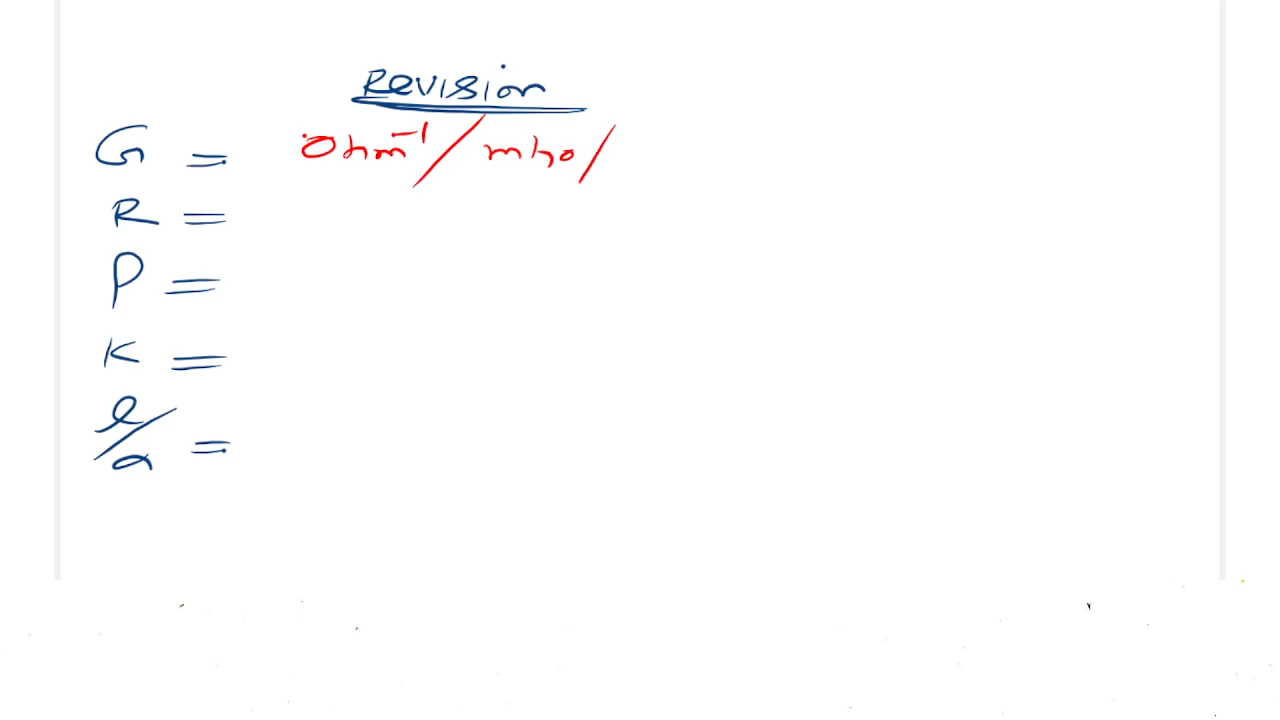 Revision
G = Ohm⁻¹/mho/
R =
ρ =
K =
l/a =